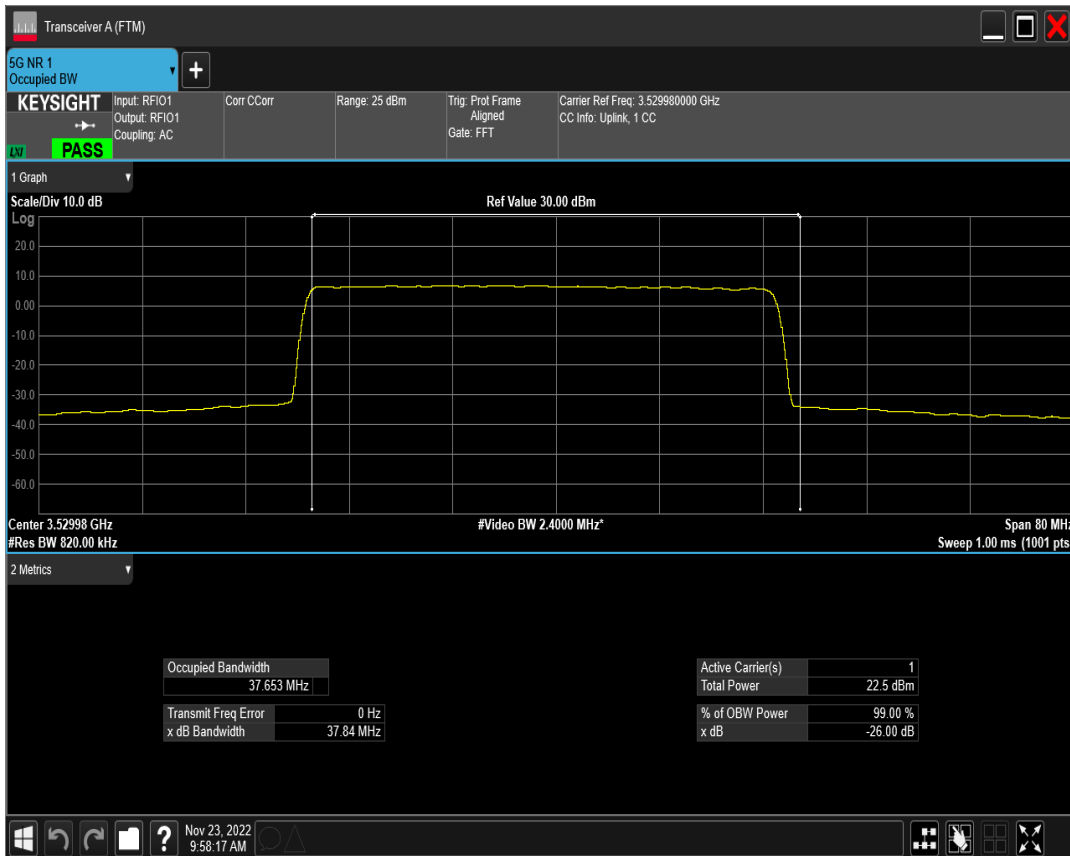 Transceiver A (FTM)
5G NR 1
Occupied BW
+
KEYSIGHT
LXI
PASS
Input: RFIO1
Output: RFIO1
Coupling: AC
Corr CCorr
Range: 25 dBm
Trig: Prot Frame
Aligned
Gate: FFT
Carrier Ref Freq: 3.529980000 GHz
CC Info: Uplink, 1 CC
1 Graph
Scale/Div 10.0 dB
Ref Value 30.00 dBm
Log
20.0
10.0
0.00
-10.0
-20.0
-30.0
-40.0
-50.0
-60.0
Center 3.52998 GHz
#Video BW 2.4000 MHz*
Span 80 MHz
#Res BW 820.00 kHz
Sweep 1.00 ms (1001 pts
2 Metrics
Occupied Bandwidth
37.653 MHz
Transmit Freq Error 0 Hz
x dB Bandwidth 37.84 MHz
Active Carrier(s) 1
Total Power 22.5 dBm
% of OBW Power 99.00 %
x dB -26.00 dB
?
Nov 23, 2022
9:58:17 AM